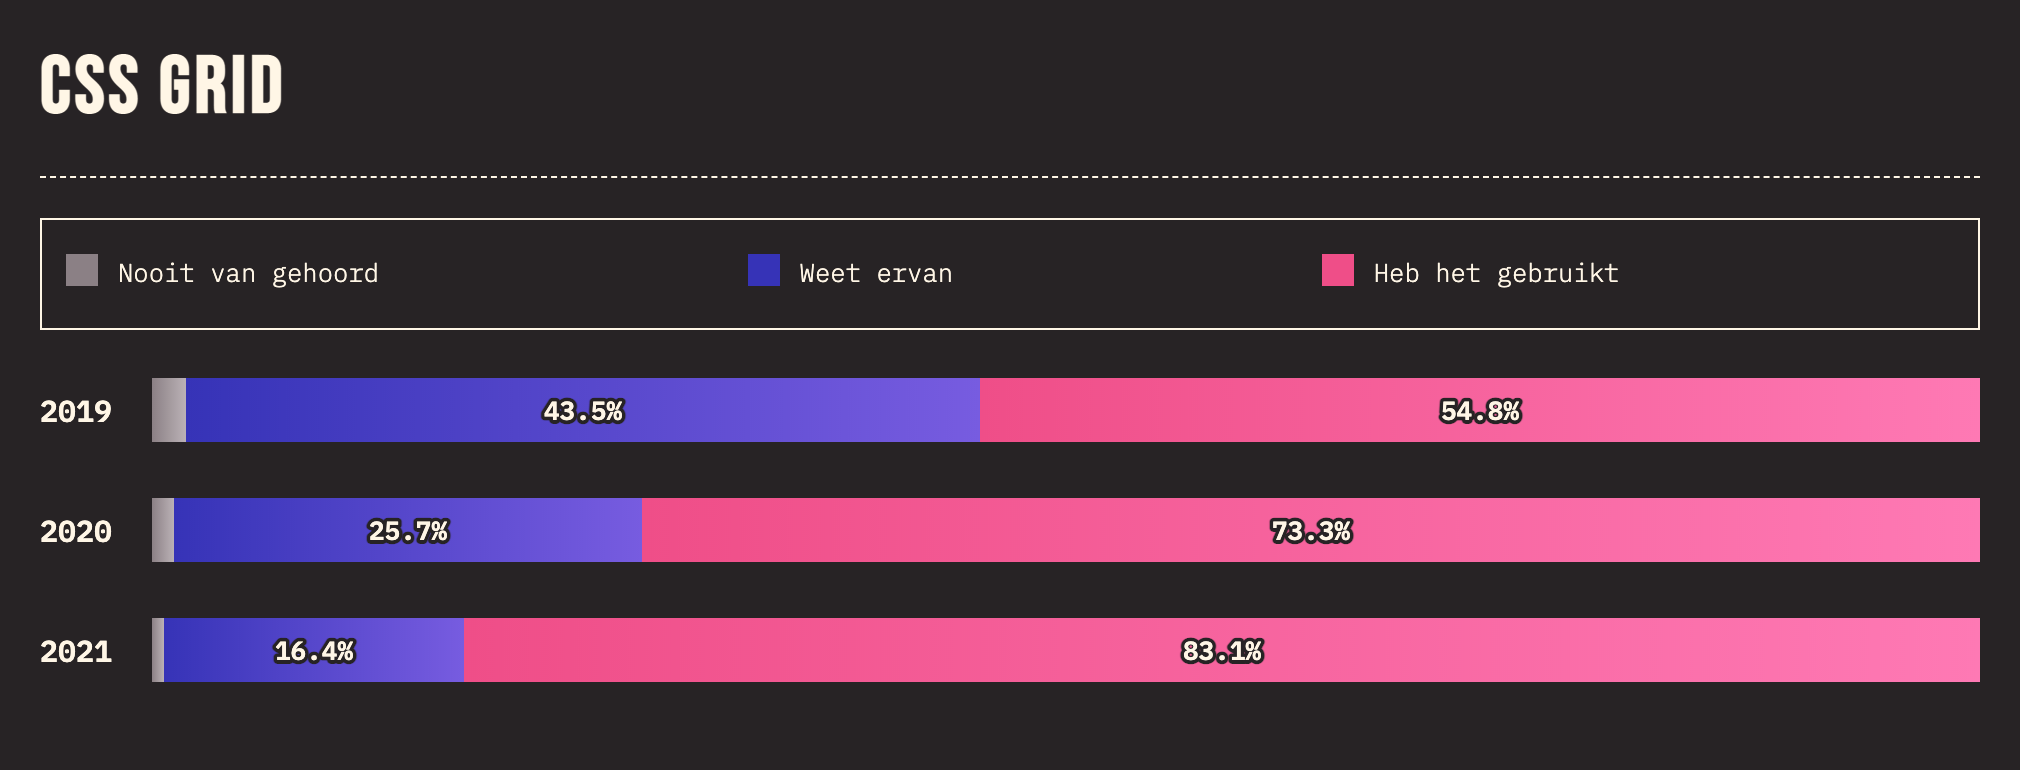 CSS GRID
Nooit van gehoord Weet ervan Heb het gebruikt
2019 43.5% 54.8%
2020 25.7% 73.3%
2021 16.4% 83.1%